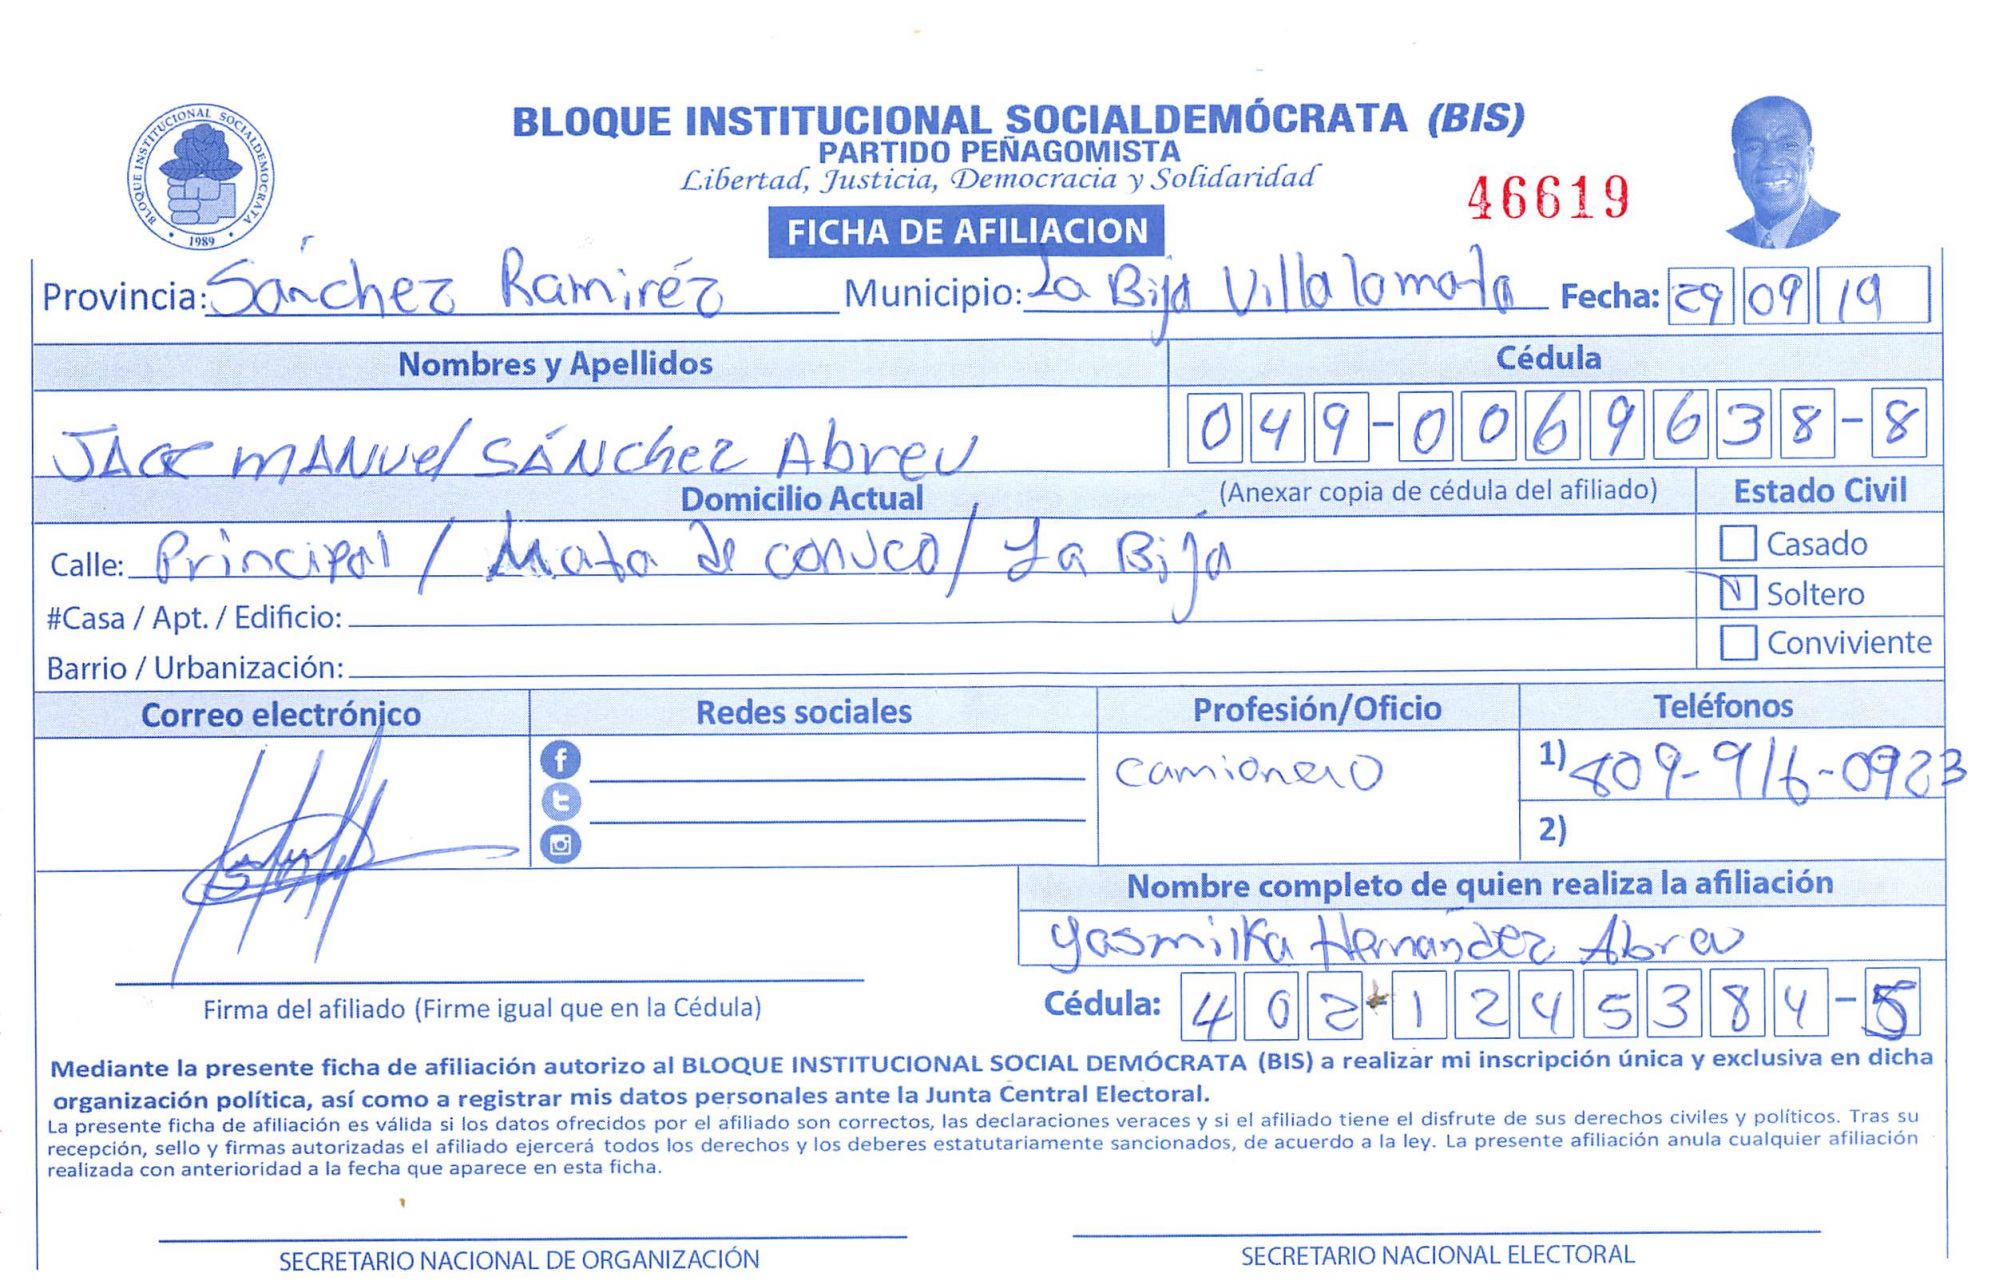 BLOQUE INSTITUCIONAL SOCIALDEMOCRATA
1989
BLOQUE INSTITUCIONAL SOCIALDEMÓCRATA (BIS)
PARTIDO PEÑAGOMISTA
Libertad, Justicia, Democracia y Solidaridad
46619
FICHA DE AFILIACION
Provincia: Sánchez Ramiréz Municipio: La Bija Villa la mata Fecha: 29 09 19
Nombres y Apellidos Cédula
JACK MANUel SÁNchez Abreu 049-0069638-8
Domicilio Actual (Anexar copia de cédula del afiliado) Estado Civil
Calle: Principal / Mata de conuco / La Bija Casado
#Casa / Apt. / Edificio: Soltero
Barrio / Urbanización: Conviviente
Correo electrónico Redes sociales Profesión/Oficio Teléfonos
camionero 1) 809-916-0923
2)
Nombre completo de quien realiza la afiliación
Yasmilka Hernández Abreu
Firma del afiliado (Firme igual que en la Cédula) Cédula: 402-1245384-5
Mediante la presente ficha de afiliación autorizo al BLOQUE INSTITUCIONAL SOCIAL DEMÓCRATA (BIS) a realizar mi inscripción única y exclusiva en dicha
organización política, así como a registrar mis datos personales ante la Junta Central Electoral.
La presente ficha de afiliación es válida si los datos ofrecidos por el afiliado son correctos, las declaraciones veraces y si el afiliado tiene el disfrute de sus derechos civiles y políticos. Tras su
recepción, sello y firmas autorizadas el afiliado ejercerá todos los derechos y los deberes estatutariamente sancionados, de acuerdo a la ley. La presente afiliación anula cualquier afiliación
realizada con anterioridad a la fecha que aparece en esta ficha.
SECRETARIO NACIONAL DE ORGANIZACIÓN SECRETARIO NACIONAL ELECTORAL